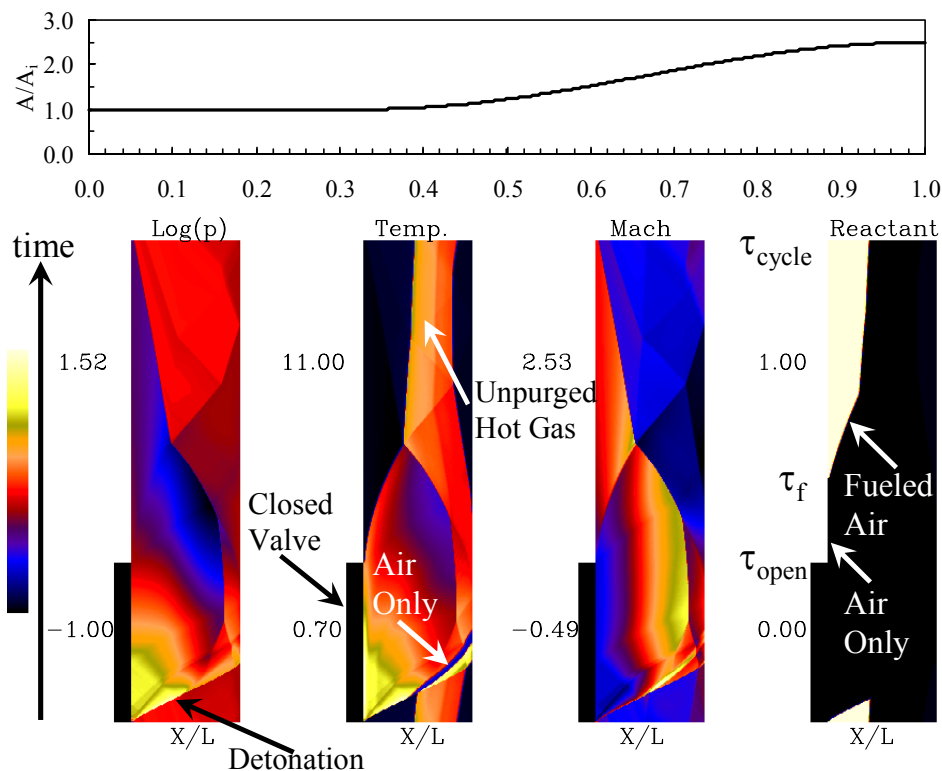 3.0
2.0
1.0
0.0
A/Ai
0.0 0.1 0.2 0.3 0.4 0.5 0.6 0.7 0.8 0.9 1.0
Log(p) Temp. Mach Reactant
time
τcycle
1.52 11.00 2.53 1.00
Unpurged
Hot Gas
τf
Fueled
Air
Closed
Valve
Air
Only
τopen
Air
Only
−1.00 0.70 −0.49 0.00
X/L X/L X/L X/L
Detonation